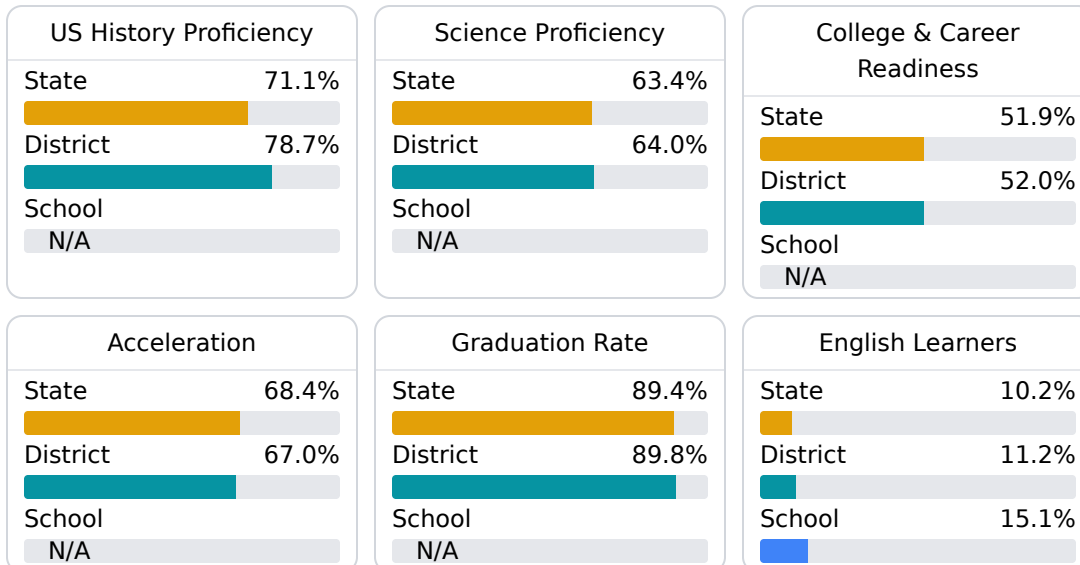 US History Proficiency
State 71.1%
District 78.7%
School
N/A
Science Proficiency
State 63.4%
District 64.0%
School
N/A
College & Career
Readiness
State 51.9%
District 52.0%
School
N/A
Acceleration
State 68.4%
District 67.0%
School
N/A
Graduation Rate
State 89.4%
District 89.8%
School
N/A
English Learners
State 10.2%
District 11.2%
School 15.1%